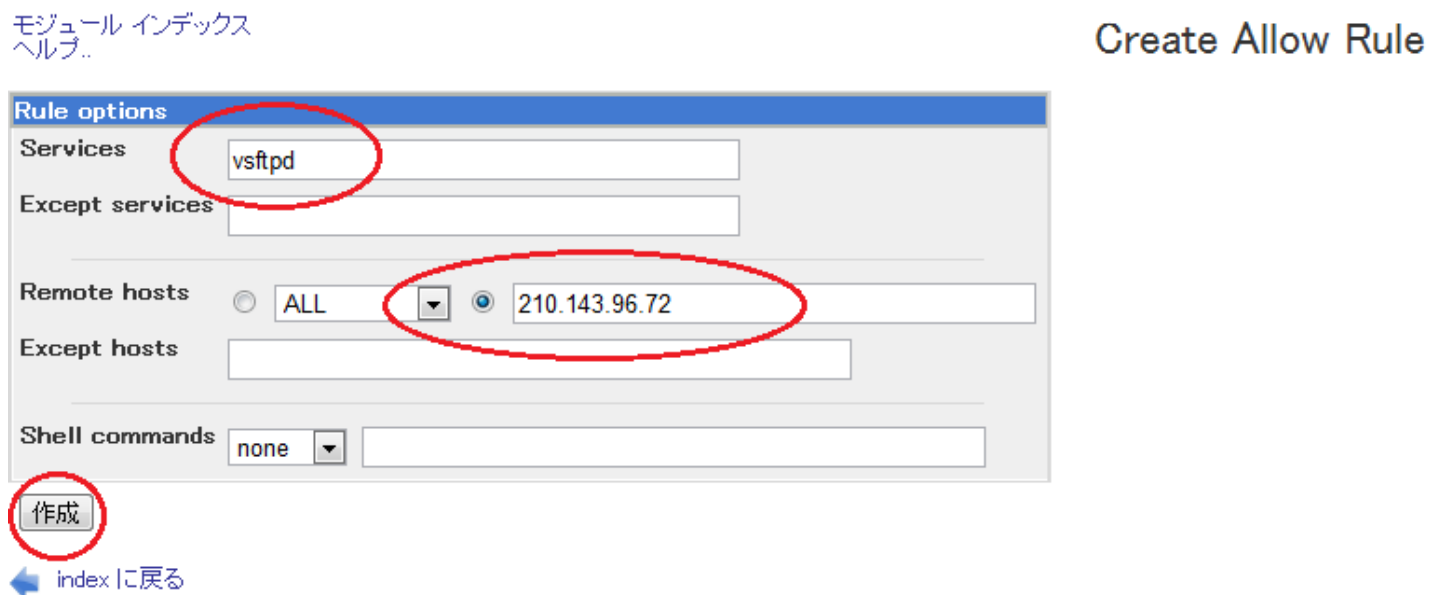 モジュール インデックス
ヘルプ..
Create Allow Rule
Rule options
Services
vsftpd
Except services
Remote hosts
ALL
210.143.96.72
Except hosts
Shell commands
none
作成
index に戻る